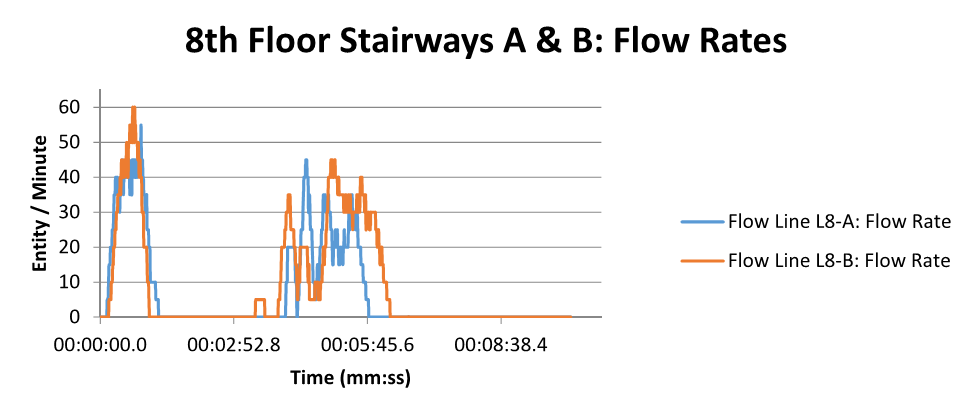 8th Floor Stairways A & B: Flow Rates
60
50
40
30
20
10
0
Entity / Minute
00:00:00.0 00:02:52.8 00:05:45.6 00:08:38.4
Time (mm:ss)
Flow Line L8-A: Flow Rate
Flow Line L8-B: Flow Rate